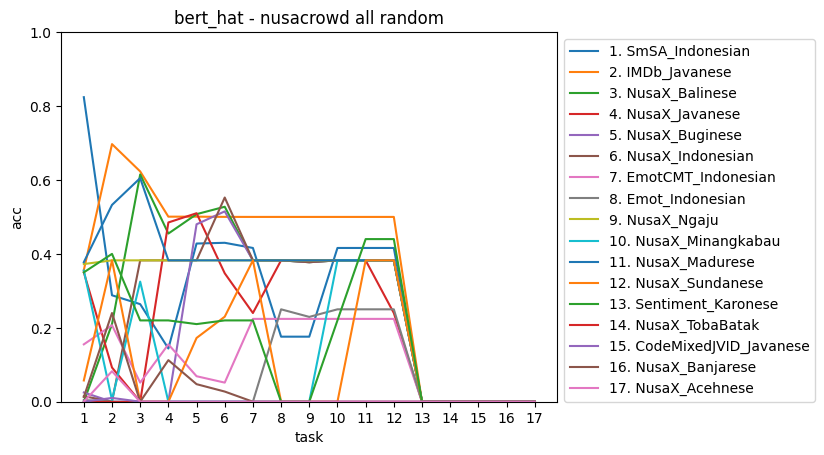 bert_hat - nusacrowd all random
1.0
0.8
0.6
0.4
0.2
0.0
acc
1 2 3 4 5 6 7 8 9 10 11 12 13 14 15 16 17
task
1. SmSA_Indonesian
2. IMDb_Javanese
3. NusaX_Balinese
4. NusaX_Javanese
5. NusaX_Buginese
6. NusaX_Indonesian
7. EmotCMT_Indonesian
8. Emot_Indonesian
9. NusaX_Ngaju
10. NusaX_Minangkabau
11. NusaX_Madurese
12. NusaX_Sundanese
13. Sentiment_Karonese
14. NusaX_TobaBatak
15. CodeMixedJVID_Javanese
16. NusaX_Banjarese
17. NusaX_Acehnese